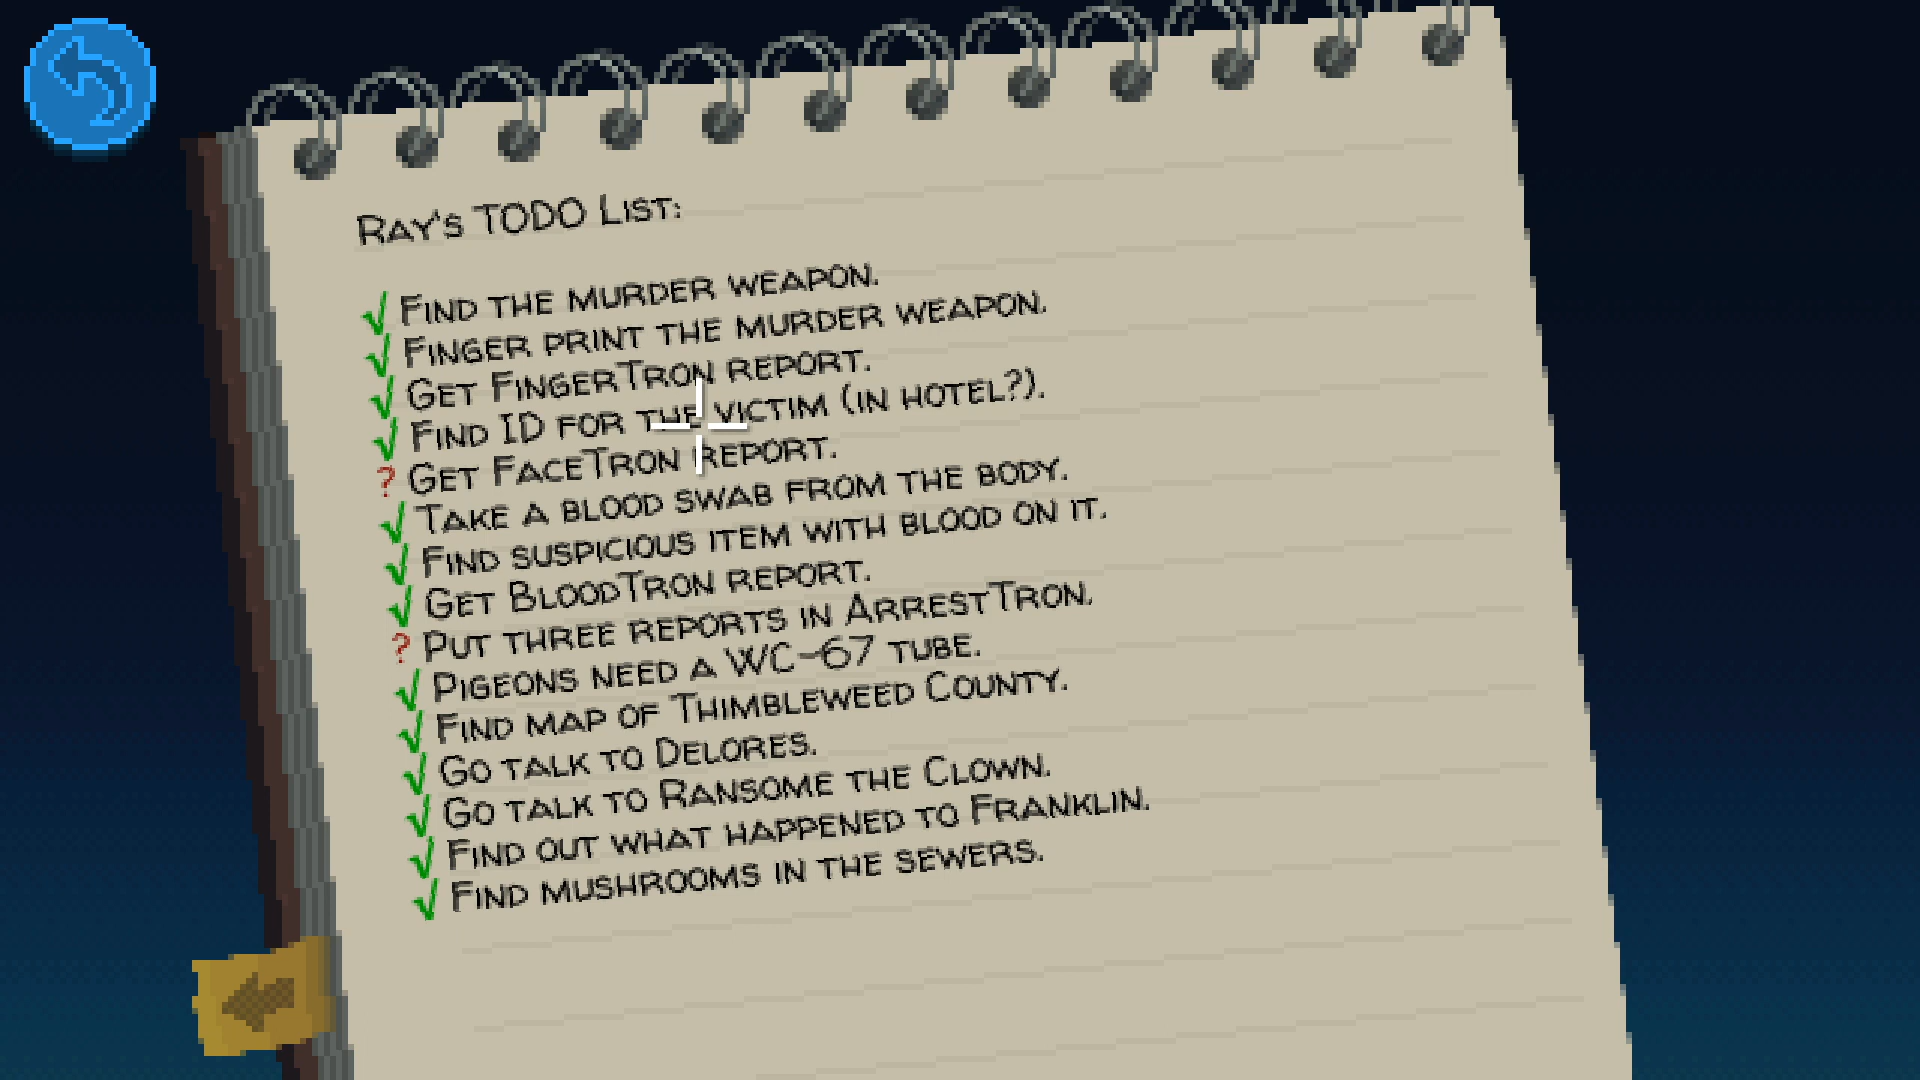 Ray's TODO List:
√ Find the murder weapon.
√ Finger print the murder weapon.
√ Get FingerTron report.
√ Find ID for the victim (in hotel?).
? Get FaceTron report.
√ Take a blood swab from the body.
√ Find suspicious item with blood on it.
√ Get BloodTron report.
? Put three reports in ArrestTron.
√ Pigeons need a WC-67 tube.
√ Find map of Thimbleweed County.
√ Go talk to Delores.
√ Go talk to Ransome the Clown.
√ Find out what happened to Franklin.
√ Find mushrooms in the sewers.